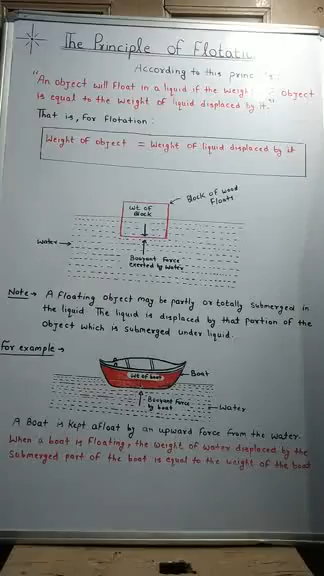 The Principle of Flotation
According to this principle:
"An object will float in a liquid if the weight of object
is equal to the weight of liquid displaced by it."
That is, for flotation:
Weight of object = Weight of liquid displaced by it
Block of wood
Floats
wt of
Block
Water
Buoyant Force
exerted by water
Note → A Floating object may be partly or totally submerged in
the liquid The liquid is displaced by that portion of the
object which is submerged under liquid.
For example →
Boat
wt of boat
Buoyant Force
by boat
Water
A Boat is kept afloat by an upward force from the water.
When a boat is floating, the weight of water displaced by the
submerged part of the boat is equal to the weight of the boat